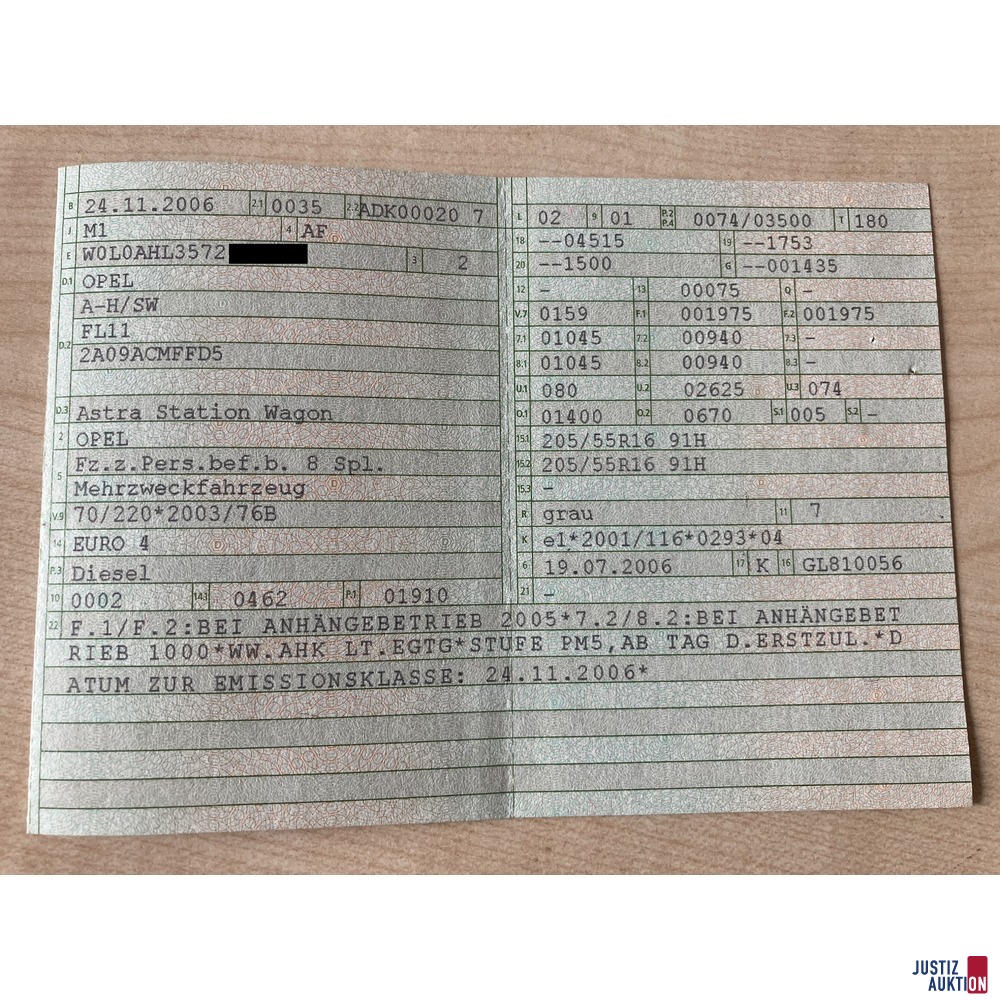 B 24.11.2006 2.1 0035 2.2 ADK00020 7
J M1 4 AF
E W0L0AHL3572 3 2
D.1 OPEL
D.2 A-H/SW
FL11
2A09ACMFFD5
D.3 Astra Station Wagon
2 OPEL
5 Fz.z.Pers.bef.b. 8 Spl.
Mehrzweckfahrzeug
V.9 70/220*2003/76B
14 EURO 4
P.3 Diesel
10 0002 14.1 0462 P.1 01910
L 02 9 01 P.2 P.4 0074/03500 T 180
18 --04515 19 --1753
20 --1500 G --001435
12 - 13 00075 Q -
V.7 0159 F.1 001975 F.2 001975
7.1 01045 7.2 00940 7.3 -
8.1 01045 8.2 00940 8.3 -
U.1 080 U.2 02625 U.3 074
O.1 01400 O.2 0670 S.1 005 S.2 -
15.1 205/55R16 91H
15.2 205/55R16 91H
15.3 -
R grau 11 7
K e1*2001/116*0293*04
6 19.07.2006 17 K 16 GL810056
21 -
22 F.1/F.2:BEI ANHÄNGEBETRIEB 2005*7.2/8.2:BEI ANHÄNGEBET
RIEB 1000*WW.AHK LT.EGTG*STUFE PM5,AB TAG D.ERSTZUL.*D
ATUM ZUR EMISSIONSKLASSE: 24.11.2006*
JUSTIZ
AUKTION